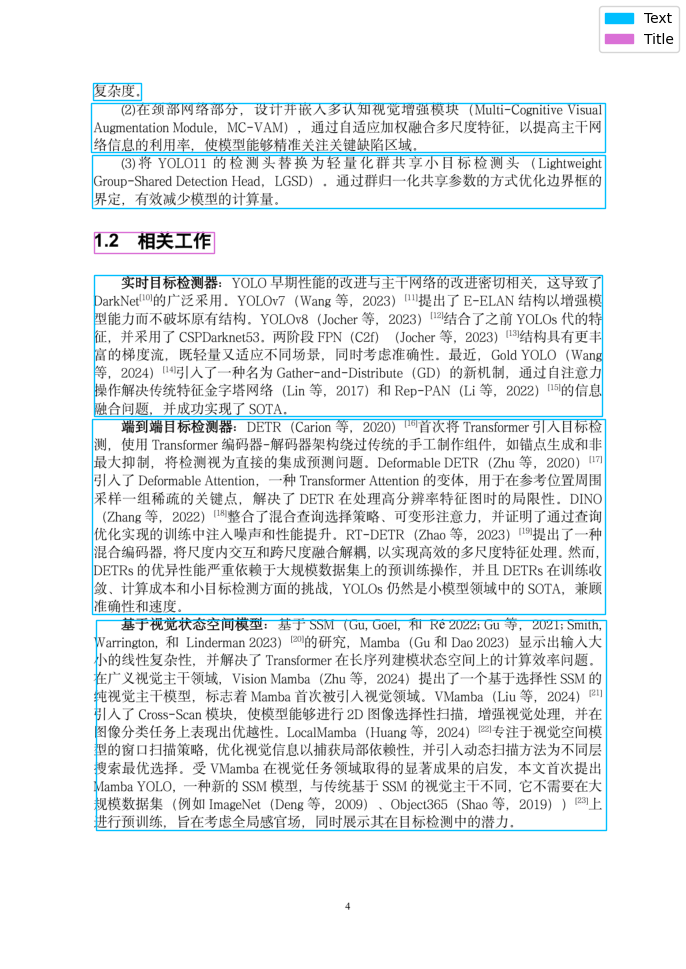 Text
Title
复杂度。
(2)在颈部网络部分，设计并嵌入多认知视觉增强模块（Multi-Cognitive Visual
Augmentation Module，MC-VAM），通过自适应加权融合多尺度特征，以提高主干网
络信息的利用率，使模型能够精准关注关键缺陷区域。
(3)将 YOLO11 的检测头替换为轻量化群共享小目标检测头（Lightweight
Group-Shared Detection Head，LGSD）。通过群归一化共享参数的方式优化边界框的
界定，有效减少模型的计算量。
1.2 相关工作
实时目标检测器：YOLO 早期性能的改进与主干网络的改进密切相关，这导致了
DarkNet[10]的广泛采用。YOLOv7（Wang 等，2023）[11]提出了 E-ELAN 结构以增强模
型能力而不破坏原有结构。YOLOv8（Jocher 等，2023）[12]结合了之前 YOLOs 代的特
征，并采用了 CSPDarknet53。两阶段 FPN（C2f）（Jocher 等，2023）[13]结构具有更丰
富的梯度流，既轻量又适应不同场景，同时考虑准确性。最近，Gold YOLO（Wang
等，2024）[14]引入了一种名为 Gather-and-Distribute（GD）的新机制，通过自注意力
操作解决传统特征金字塔网络（Lin 等，2017）和 Rep-PAN（Li 等，2022）[15]的信息
融合问题，并成功实现了 SOTA。
端到端目标检测器：DETR（Carion 等，2020）[16]首次将 Transformer 引入目标检
测，使用 Transformer 编码器-解码器架构绕过传统的手工制作组件，如锚点生成和非
最大抑制，将检测视为直接的集成预测问题。Deformable DETR（Zhu 等，2020）[17]
引入了 Deformable Attention，一种 Transformer Attention 的变体，用于在参考位置周围
采样一组稀疏的关键点，解决了 DETR 在处理高分辨率特征图时的局限性。DINO
（Zhang 等，2022）[18]整合了混合查询选择策略、可变形注意力，并证明了通过查询
优化实现的训练中注入噪声和性能提升。RT-DETR（Zhao 等，2023）[19]提出了一种
混合编码器，将尺度内交互和跨尺度融合解耦，以实现高效的多尺度特征处理。然而，
DETRs 的优异性能严重依赖于大规模数据集上的预训练操作，并且 DETRs 在训练收
敛、计算成本和小目标检测方面的挑战，YOLOs 仍然是小模型领域中的 SOTA，兼顾
准确性和速度。
基于视觉状态空间模型：基于 SSM（Gu, Goel, 和 Ré 2022; Gu 等，2021; Smith,
Warrington, 和 Linderman 2023）[20]的研究，Mamba（Gu 和 Dao 2023）显示出输入大
小的线性复杂性，并解决了 Transformer 在长序列建模状态空间上的计算效率问题。
在广义视觉主干领域，Vision Mamba（Zhu 等，2024）提出了一个基于选择性 SSM 的
纯视觉主干模型，标志着 Mamba 首次被引入视觉领域。VMamba（Liu 等，2024）[21]
引入了 Cross-Scan 模块，使模型能够进行 2D 图像选择性扫描，增强视觉处理，并在
图像分类任务上表现出优越性。LocalMamba（Huang 等，2024）[22]专注于视觉空间模
型的窗口扫描策略，优化视觉信息以捕获局部依赖性，并引入动态扫描方法为不同层
搜索最优选择。受 VMamba 在视觉任务领域取得的显著成果的启发，本文首次提出
Mamba YOLO，一种新的 SSM 模型，与传统基于 SSM 的视觉主干不同，它不需要在大
规模数据集（例如 ImageNet（Deng 等，2009）、Object365（Shao 等，2019））[23]上
进行预训练，旨在考虑全局感官场，同时展示其在目标检测中的潜力。
4